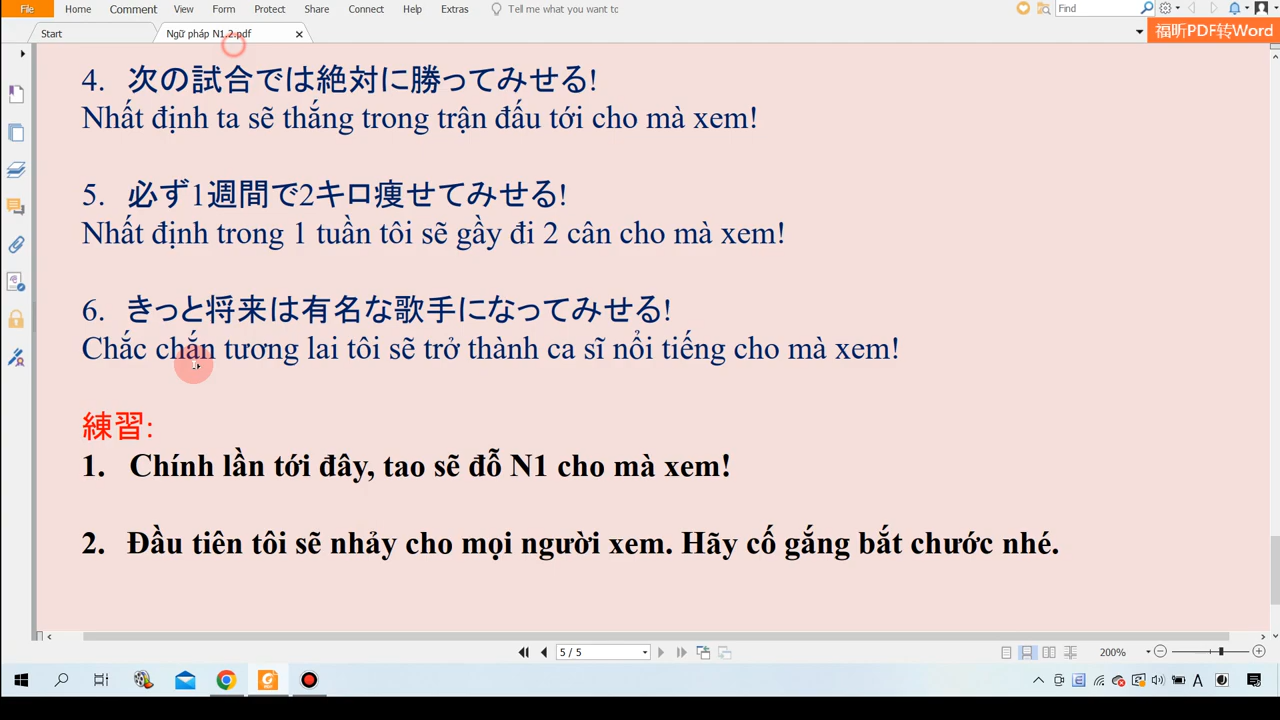 File Home Comment View Form Protect Share Connect Help Extras Tell me what you want to Find
Start Ngữ pháp N1.2.pdf 福昕PDF转Word
4. 次の試合では絶対に勝ってみせる!
Nhất định ta sẽ thắng trong trận đấu tới cho mà xem!
5. 必ず1週間で2キロ痩せてみせる!
Nhất định trong 1 tuần tôi sẽ gầy đi 2 cân cho mà xem!
6. きっと将来は有名な歌手になってみせる!
Chắc chắn tương lai tôi sẽ trở thành ca sĩ nổi tiếng cho mà xem!
練習:
1. Chính lần tới đây, tao sẽ đỗ N1 cho mà xem!
2. Đầu tiên tôi sẽ nhảy cho mọi người xem. Hãy cố gắng bắt chước nhé.
5 / 5 200%